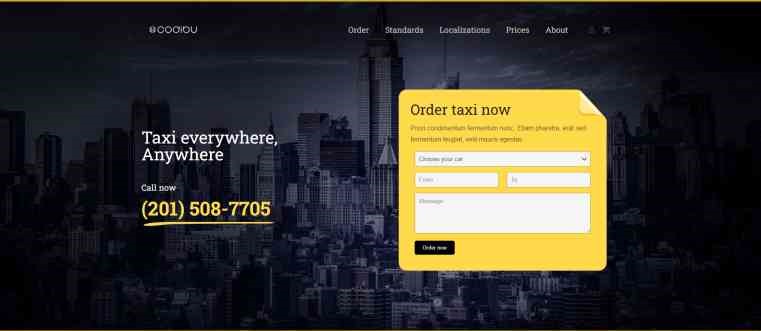 codibu
Order Standards Localizations Prices About
Order taxi now
Proin condimentum fermentum nunc. Etiam pharetra, erat sed
fermentum feugiat, velit mauris egestas
Choose your car
From
To
Message
Order now
Taxi everywhere,
Anywhere
Call now
(201) 508-7705